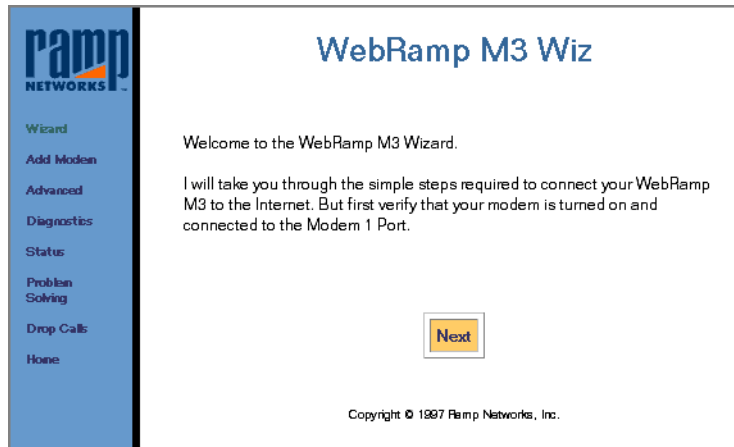 ramp
NETWORKS™
Wizard
Add Modem
Advanced
Diagnostics
Status
Problem
Solving
Drop Calls
Home
WebRamp M3 Wiz
Welcome to the WebRamp M3 Wizard.
I will take you through the simple steps required to connect your WebRamp
M3 to the Internet. But first verify that your modem is turned on and
connected to the Modem 1 Port.
Next
Copyright © 1997 Ramp Networks, Inc.